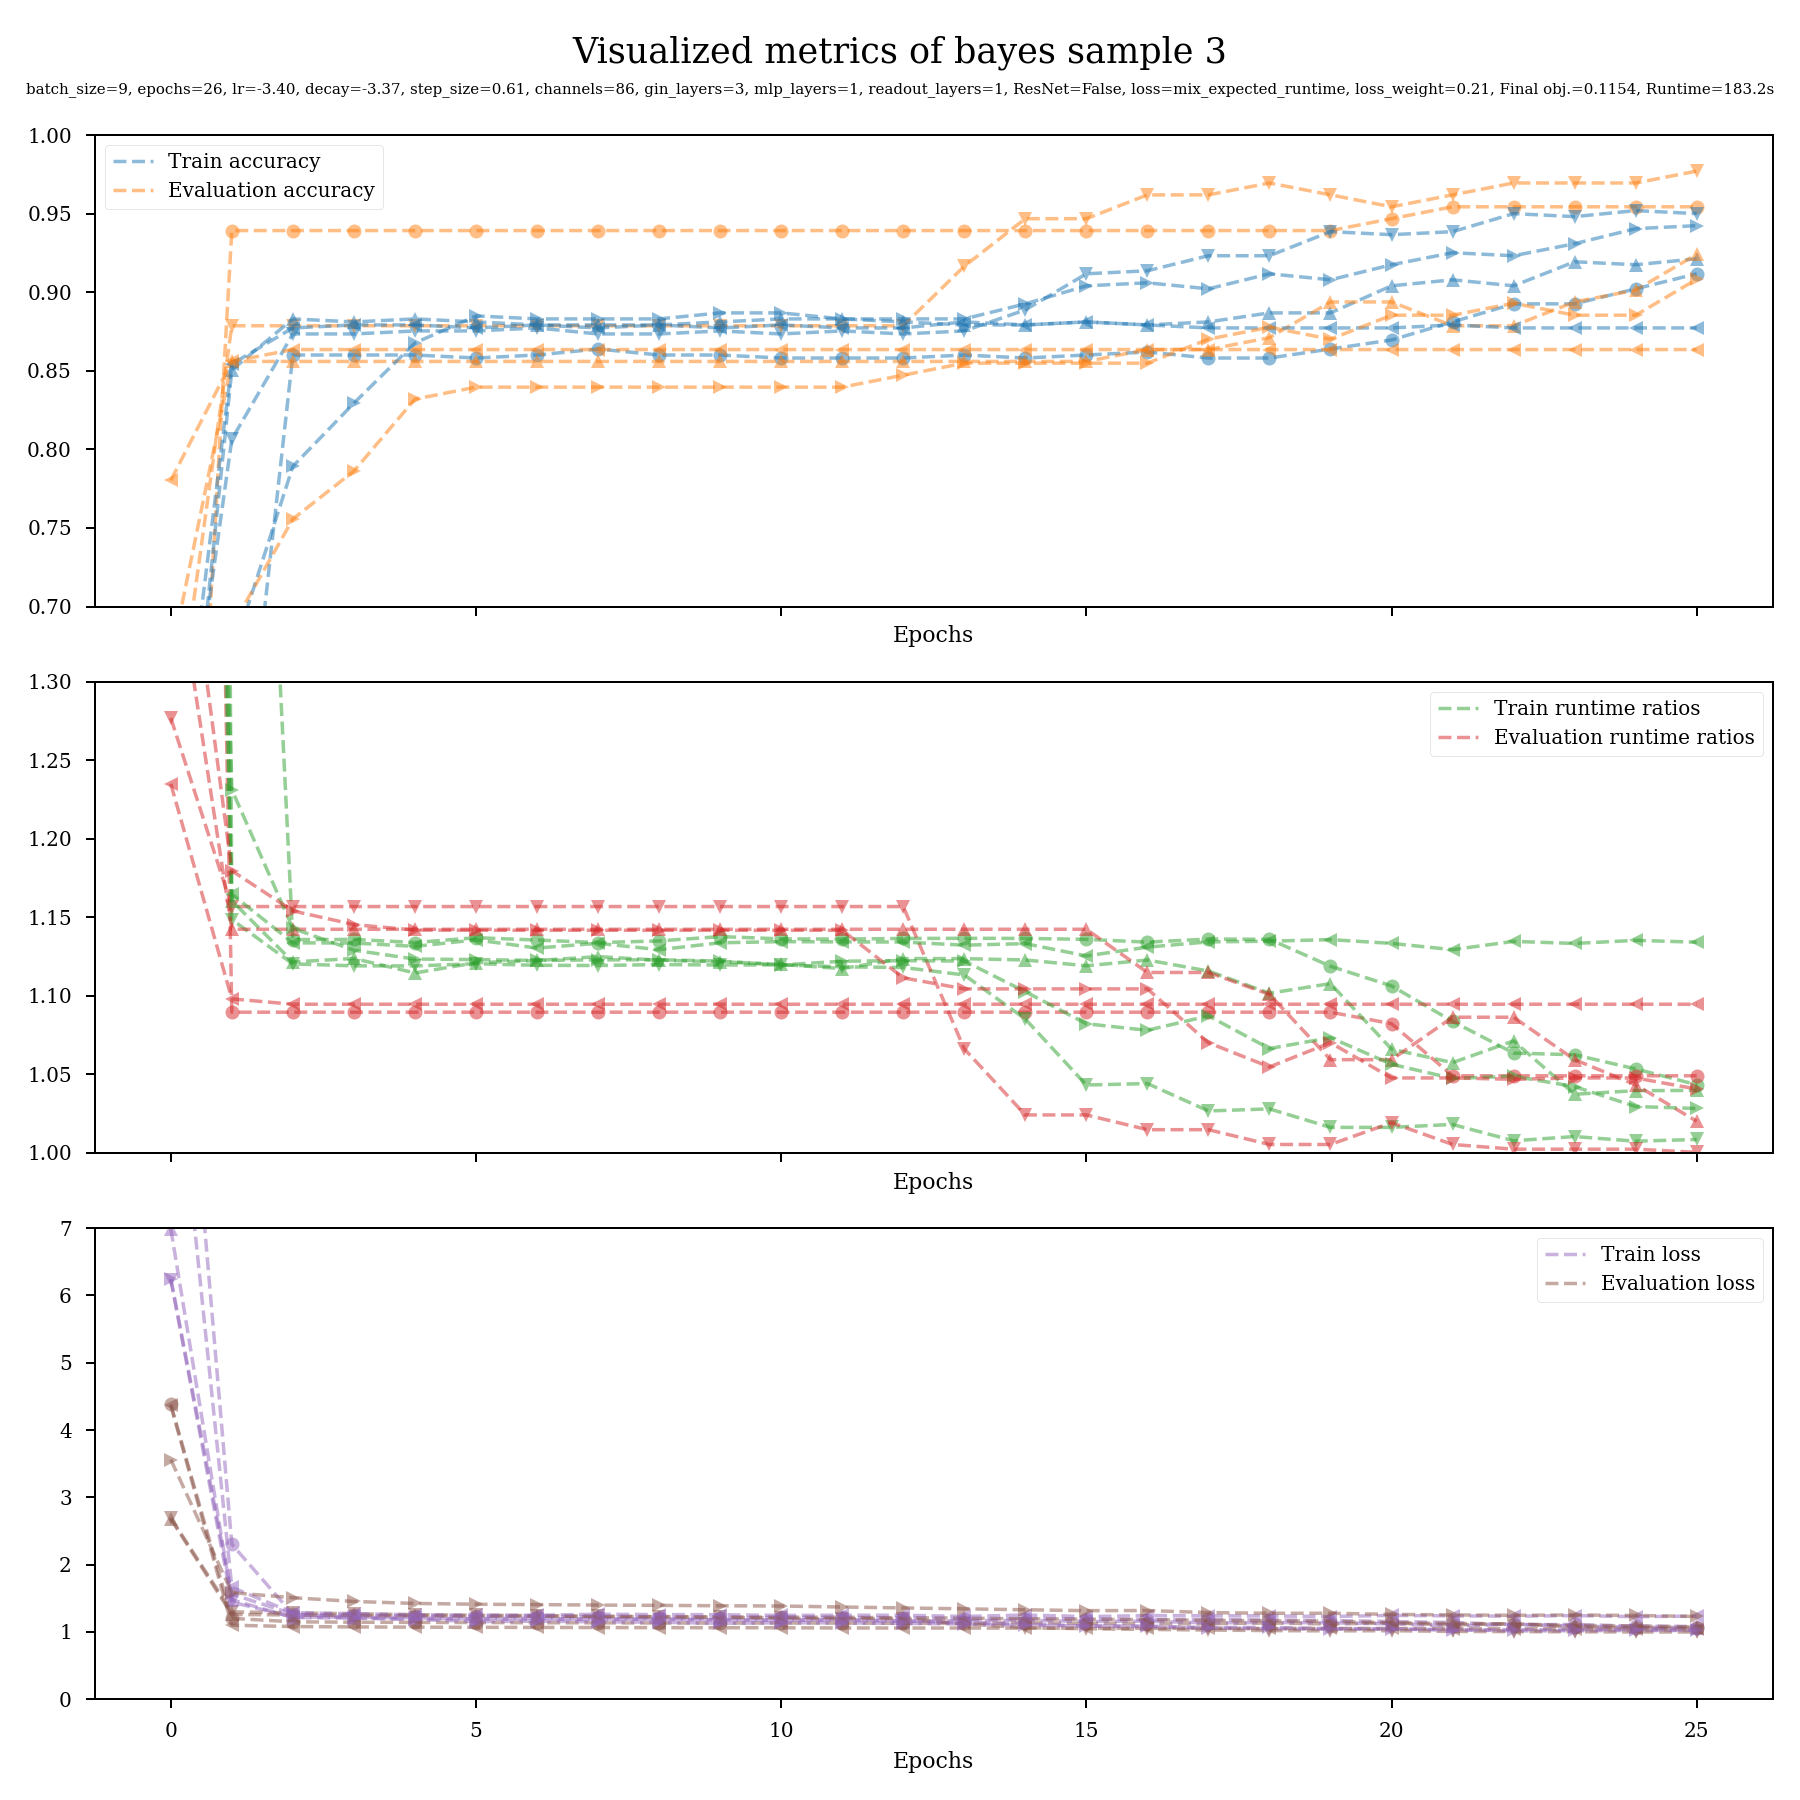 Visualized metrics of bayes sample 3
batch_size=9, epochs=26, lr=-3.40, decay=-3.37, step_size=0.61, channels=86, gin_layers=3, mlp_layers=1, readout_layers=1, ResNet=False, loss=mix_expected_runtime, loss_weight=0.21, Final obj.=0.1154, Runtime=183.2s
1.00
0.95
0.90
0.85
0.80
0.75
0.70
Train accuracy
Evaluation accuracy
Epochs
1.30
1.25
1.20
1.15
1.10
1.05
1.00
Train runtime ratios
Evaluation runtime ratios
Epochs
7
6
5
4
3
2
1
0
Train loss
Evaluation loss
0 5 10 15 20 25
Epochs